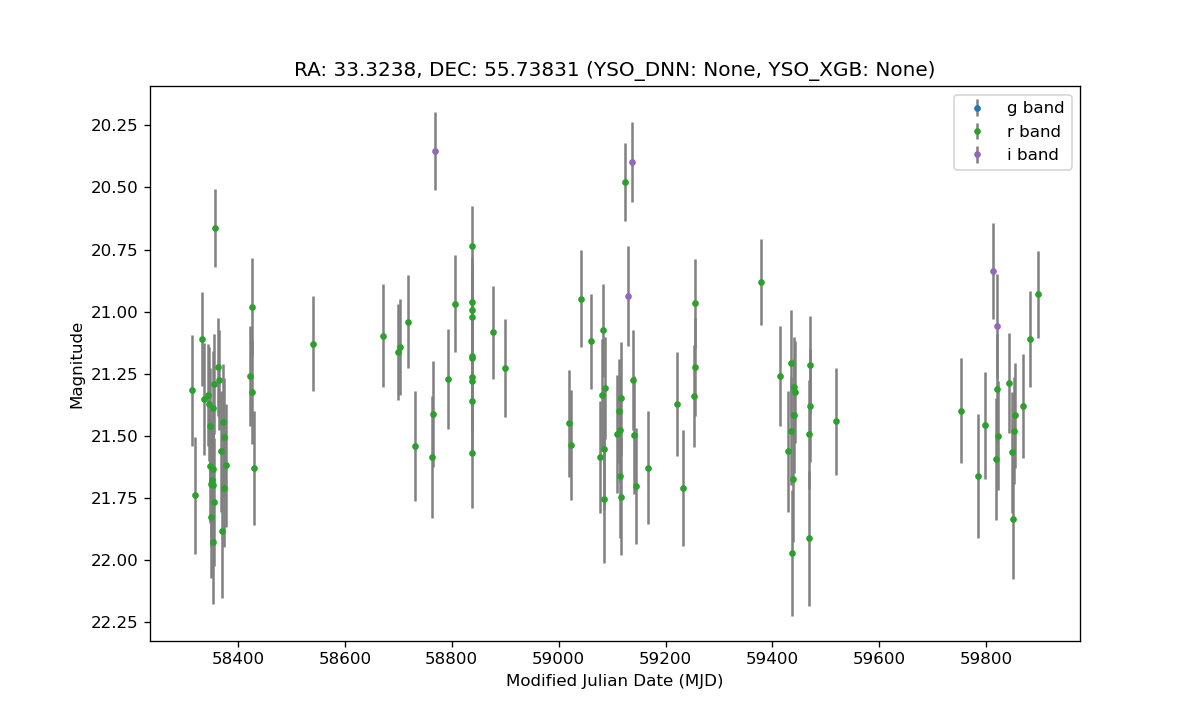 RA: 33.3238, DEC: 55.73831 (YSO_DNN: None, YSO_XGB: None)
g band
r band
i band
20.25
20.50
20.75
21.00
21.25
21.50
21.75
22.00
22.25
Magnitude
58400 58600 58800 59000 59200 59400 59600 59800
Modified Julian Date (MJD)